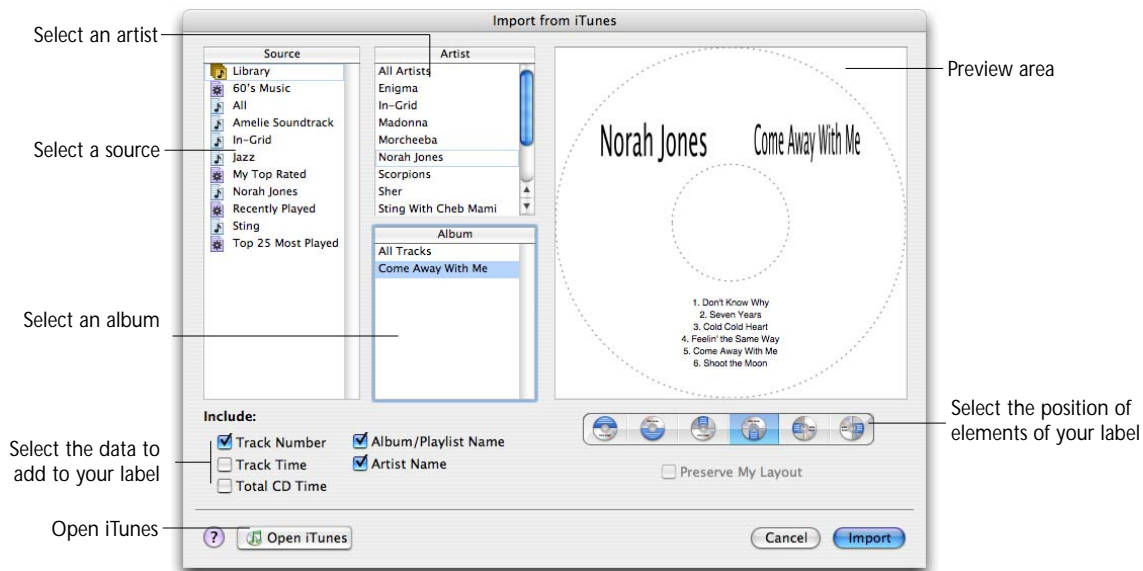 Import from iTunes
Select an artist
Select a source
Select an album
Select the data to
add to your label
Open iTunes
Source
Library
60's Music
All
Amelie Soundtrack
In-Grid
Jazz
My Top Rated
Norah Jones
Recently Played
Sting
Top 25 Most Played
Artist
All Artists
Enigma
In-Grid
Madonna
Morcheeba
Norah Jones
Scorpions
Sher
Sting With Cheb Mami
Album
All Tracks
Come Away With Me
Norah Jones
Come Away With Me
1. Don't Know Why
2. Seven Years
3. Cold Cold Heart
4. Feelin' the Same Way
5. Come Away With Me
6. Shoot the Moon
Preview area
Select the position of
elements of your label
Include:
Track Number
Track Time
Total CD Time
Album/Playlist Name
Artist Name
Preserve My Layout
?
Open iTunes
Cancel
Import